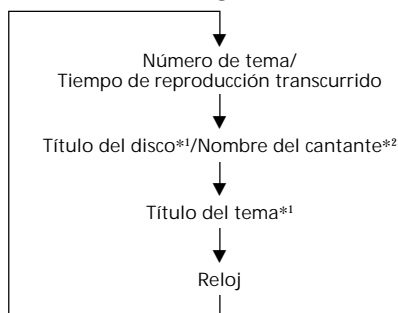 Número de tema/
Tiempo de reproducción transcurrido
Título del disco*¹/Nombre del cantante*²
Título del tema*¹
Reloj